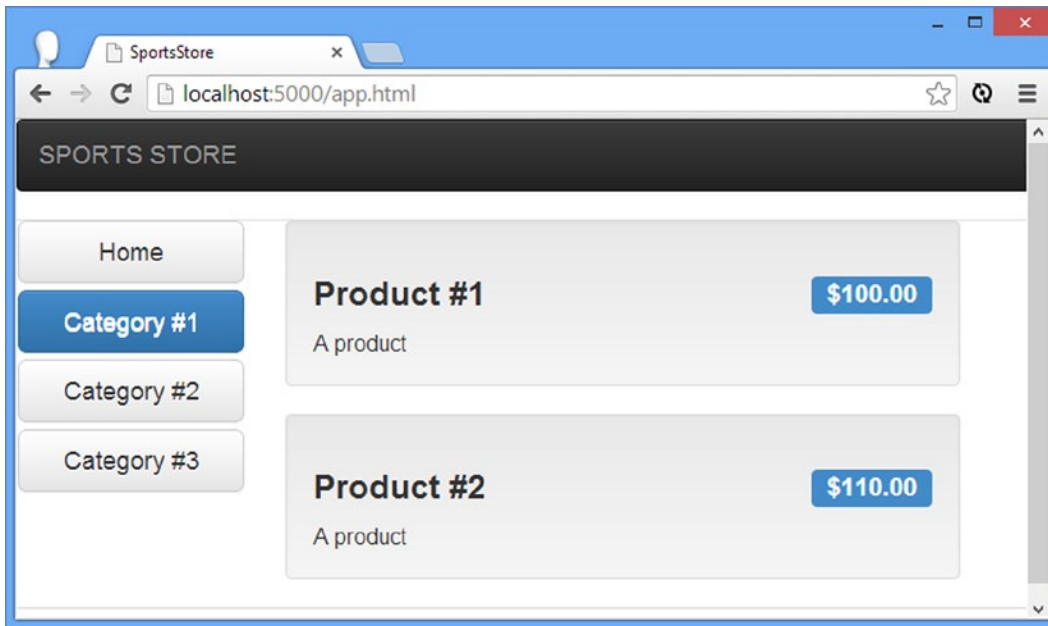 SportsStore
localhost:5000/app.html
SPORTS STORE
Home
Category #1
Category #2
Category #3
Product #1
$100.00
A product
Product #2
$110.00
A product